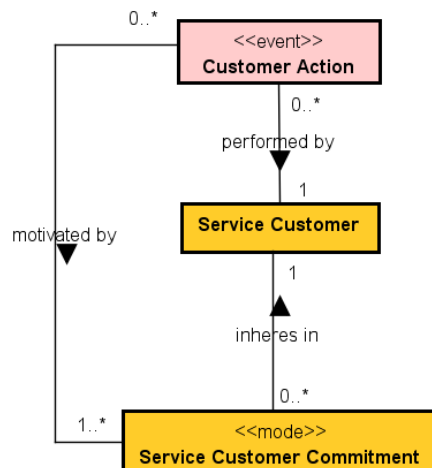 0..*
<<event>>
Customer Action
0..*
performed by
1
Service Customer
motivated by
1
inheres in
0..*
1..*
<<mode>>
Service Customer Commitment